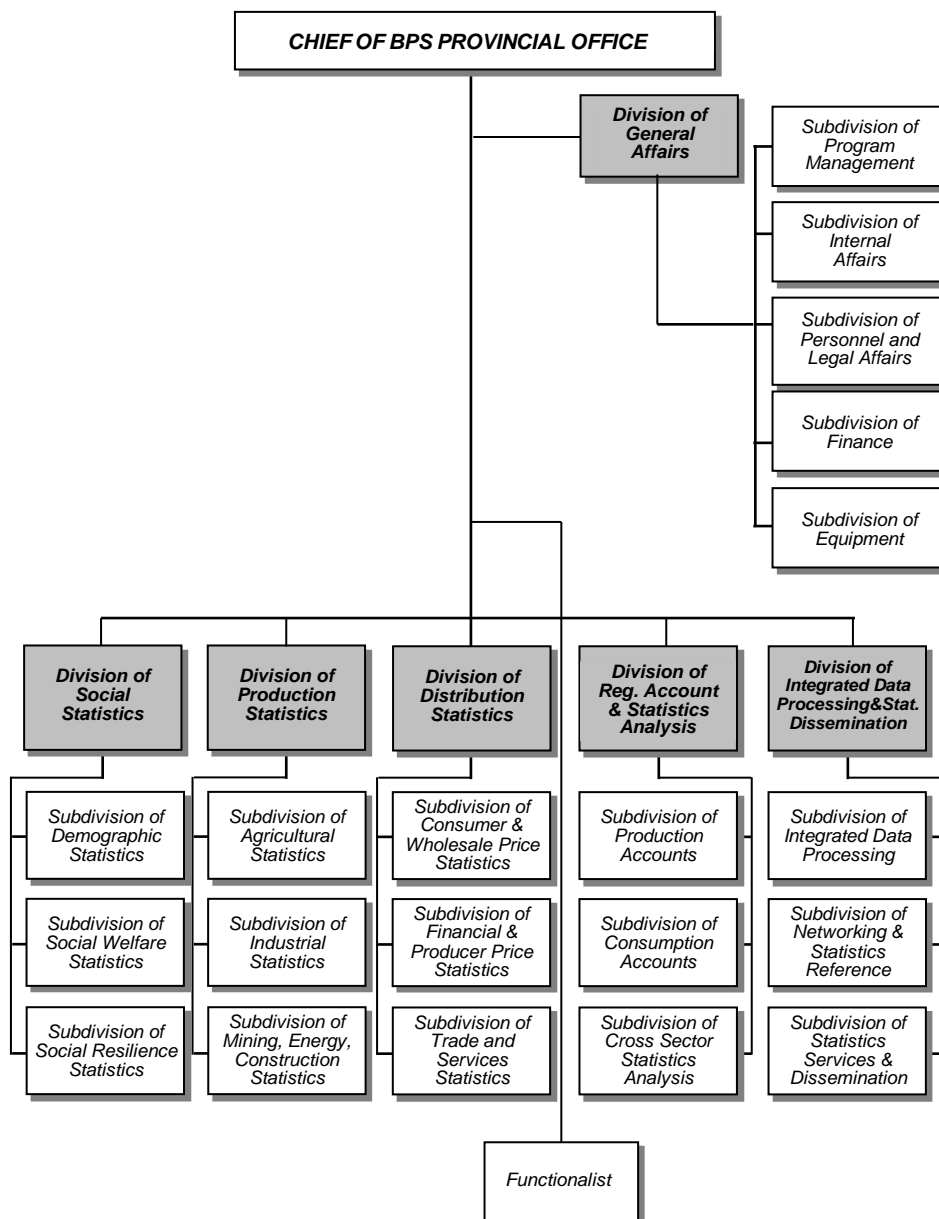 CHIEF OF BPS PROVINCIAL OFFICE
Division of
General
Affairs
Subdivision of
Program
Management
Subdivision of
Internal
Affairs
Subdivision of
Personnel and
Legal Affairs
Subdivision of
Finance
Subdivision of
Equipment
Division of
Social
Statistics
Division of
Production
Statistics
Division of
Distribution
Statistics
Division of
Reg. Account
& Statistics
Analysis
Division of
Integrated Data
Processing&Stat.
Dissemination
Subdivision of
Demographic
Statistics
Subdivision of
Agricultural
Statistics
Subdivision of
Consumer &
Wholesale Price
Statistics
Subdivision of
Production
Accounts
Subdivision of
Integrated Data
Processing
Subdivision of
Social Welfare
Statistics
Subdivision of
Industrial
Statistics
Subdivision of
Financial &
Producer Price
Statistics
Subdivision of
Consumption
Accounts
Subdivision of
Networking &
Statistics
Reference
Subdivision of
Social Resilience
Statistics
Subdivision of
Mining, Energy,
Construction
Statistics
Subdivision of
Trade and
Services
Statistics
Subdivision of
Cross Sector
Statistics
Analysis
Subdivision of
Statistics
Services &
Dissemination
Functionalist